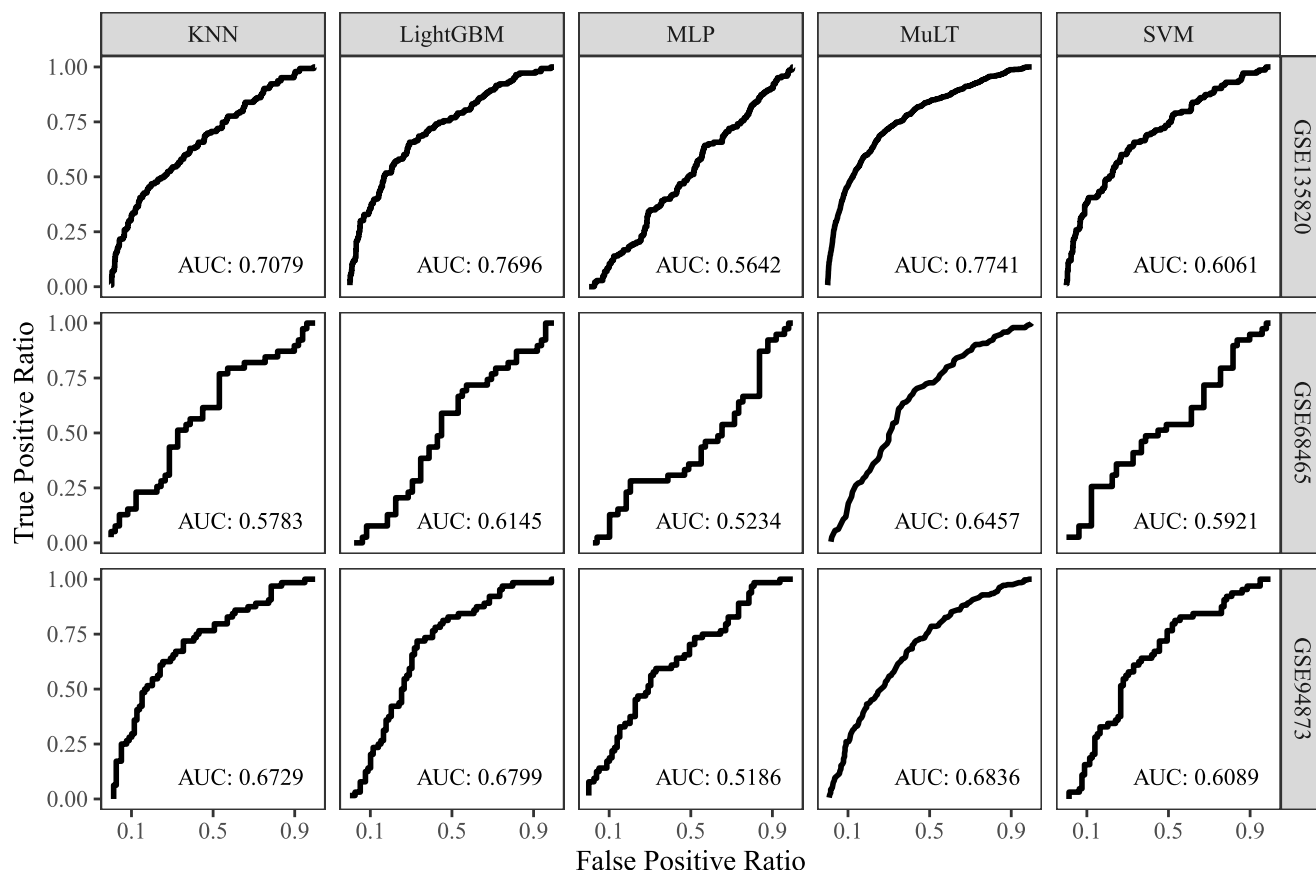 KNN LightGBM MLP MuLT SVM
True Positive Ratio
1.00
0.75
0.50
0.25
0.00
AUC: 0.7079 AUC: 0.7696 AUC: 0.5642 AUC: 0.7741 AUC: 0.6061
GSE135820
1.00
0.75
0.50
0.25
0.00
AUC: 0.5783 AUC: 0.6145 AUC: 0.5234 AUC: 0.6457 AUC: 0.5921
GSE68465
1.00
0.75
0.50
0.25
0.00
AUC: 0.6729 AUC: 0.6799 AUC: 0.5186 AUC: 0.6836 AUC: 0.6089
GSE94873
0.1 0.5 0.9 0.1 0.5 0.9 0.1 0.5 0.9 0.1 0.5 0.9 0.1 0.5 0.9
False Positive Ratio